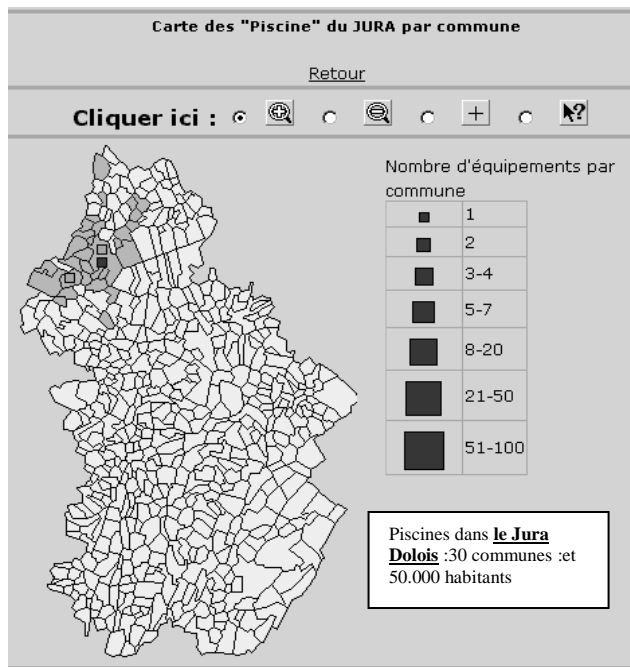 Carte des "Piscine" du JURA par commune
Retour
Cliquer ici :
Nombre d'équipements par
commune
1
2
3-4
5-7
8-20
21-50
51-100
Piscines dans le Jura
Dolois :30 communes :et
50.000 habitants